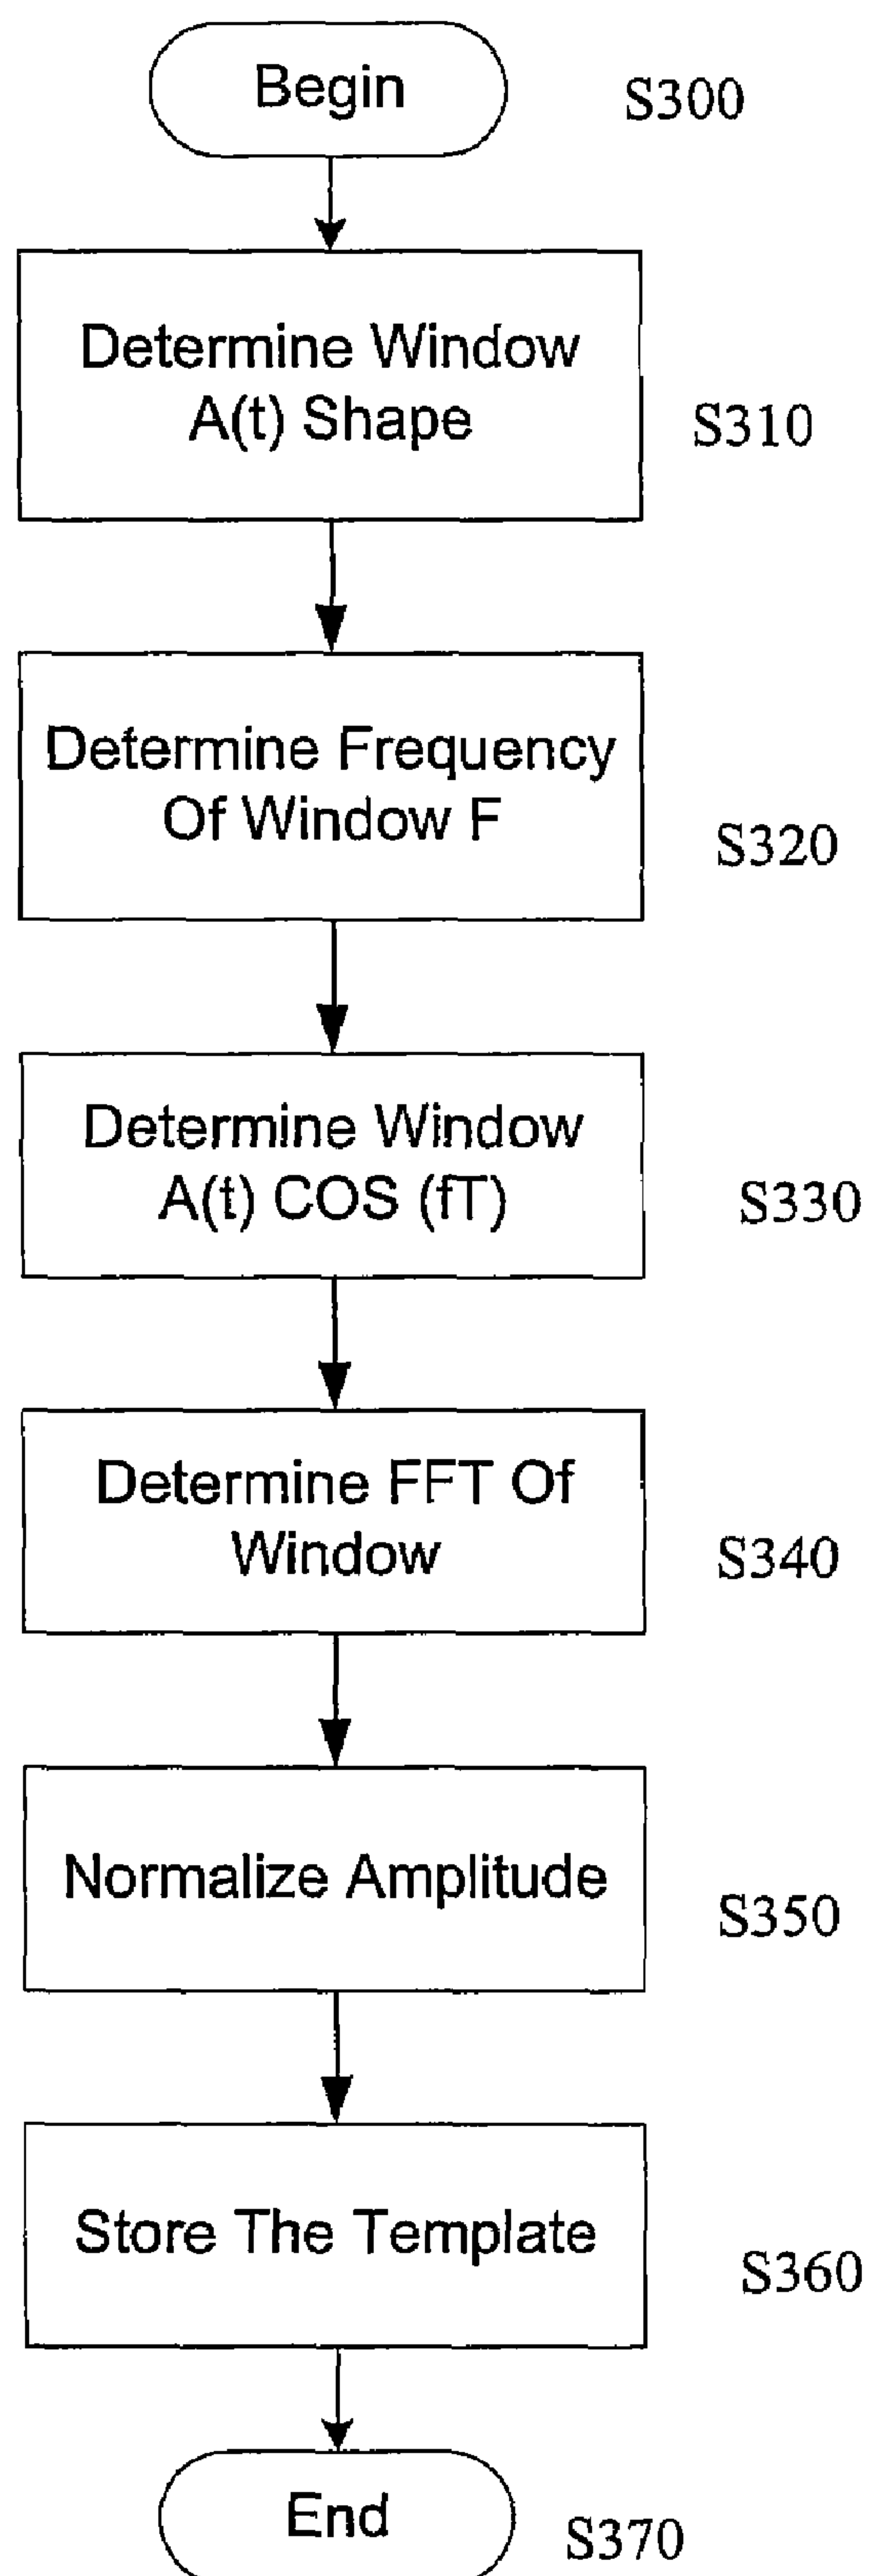 Begin
S300
Determine Window
A(t) Shape
S310
Determine Frequency
Of Window F
S320
Determine Window
A(t) COS (fT)
S330
Determine FFT Of
Window
S340
Normalize Amplitude
S350
Store The Template
S360
End
S370